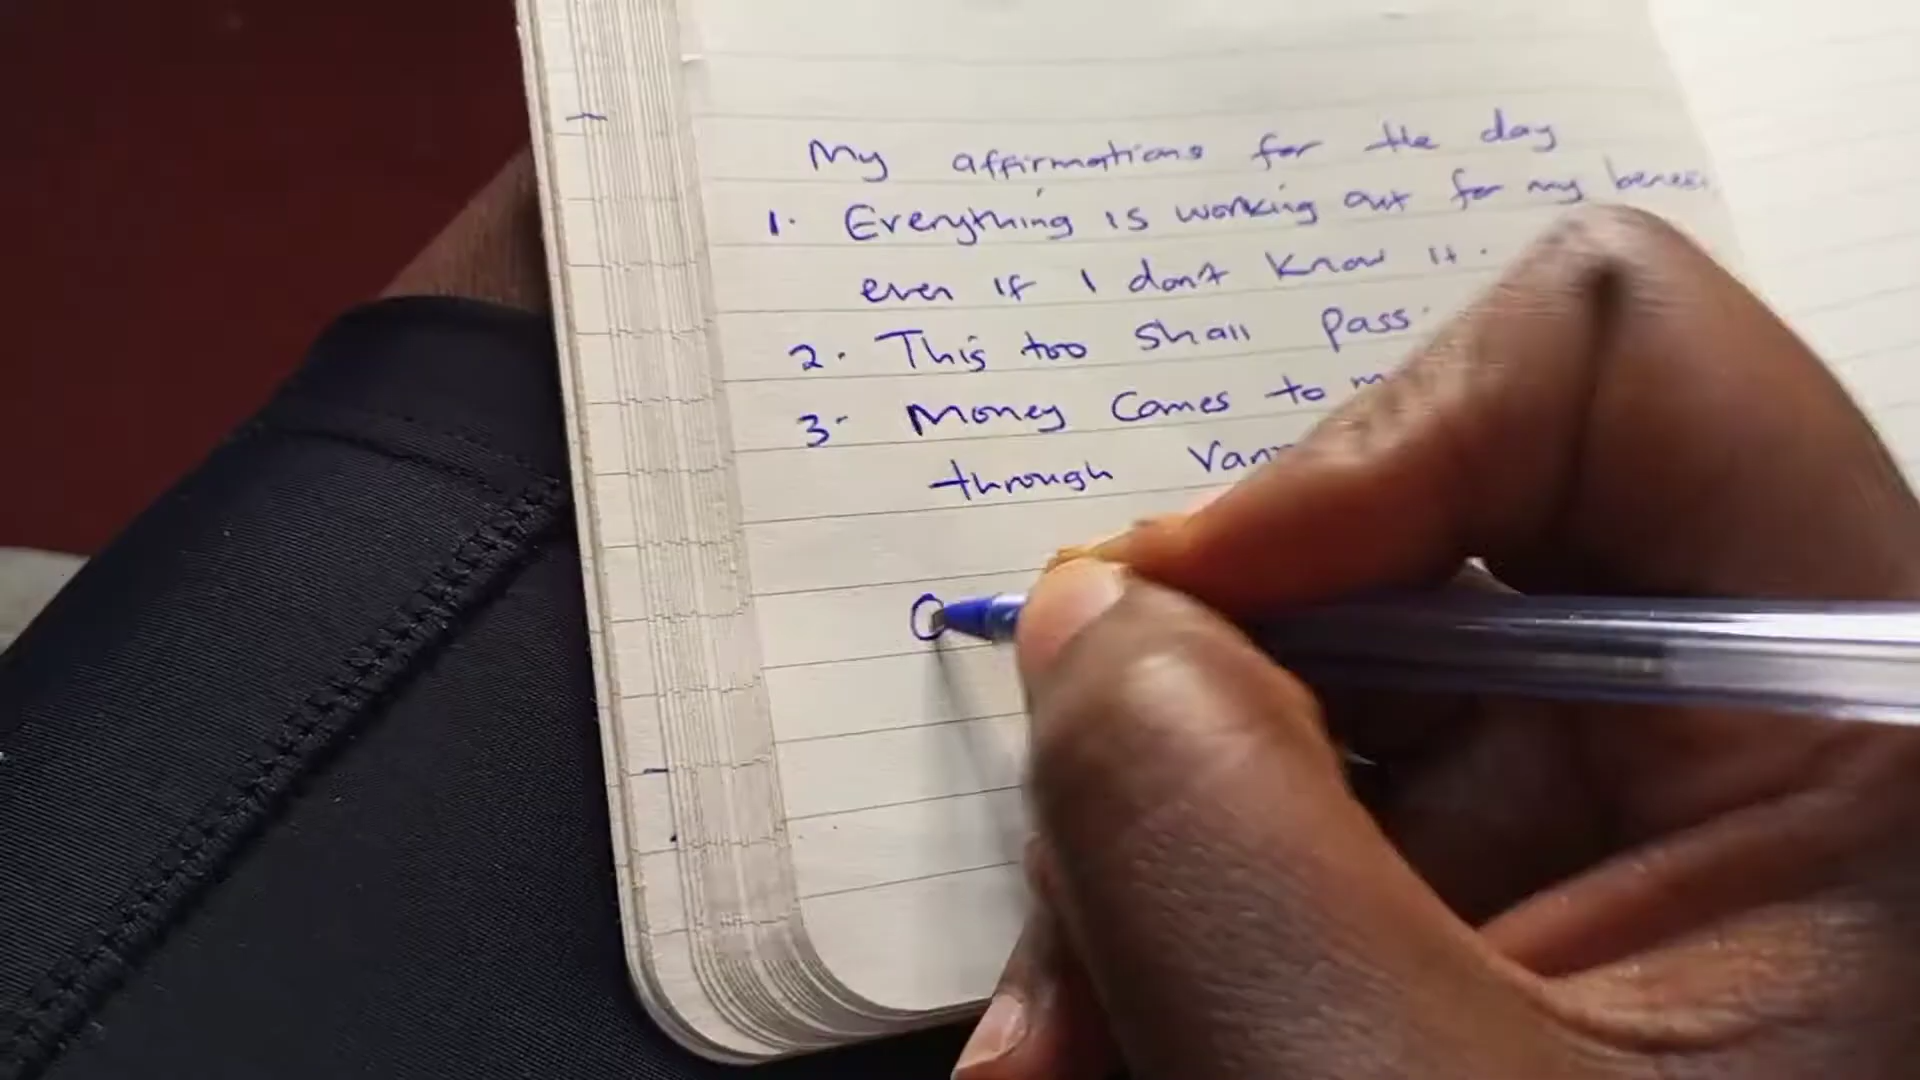 My affirmations for the day
1. Everything is working out for my
even if I don't know it.
2. This too shall pass.
3- Money Comes to
through